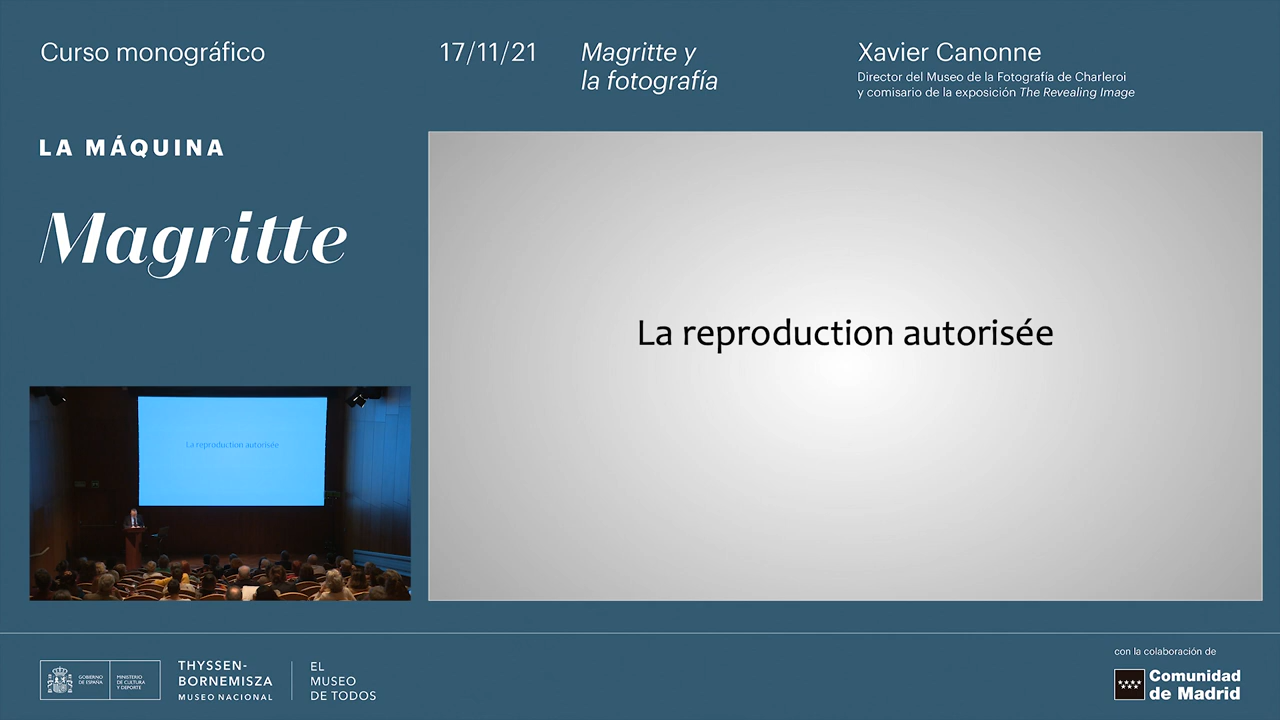 Curso monográfico
17/11/21
Magritte y
la fotografía
Xavier Canonne
Director del Museo de la Fotografía de Charleroi
y comisario de la exposición The Revealing Image
LA MÁQUINA
Magritte
La reproduction autorisée
La reproduction autorisée
GOBIERNO
DE ESPAÑA
MINISTERIO
DE CULTURA
Y DEPORTE
THYSSEN-
BORNEMISZA
MUSEO NACIONAL
EL
MUSEO
DE TODOS
con la colaboración de
Comunidad
de Madrid